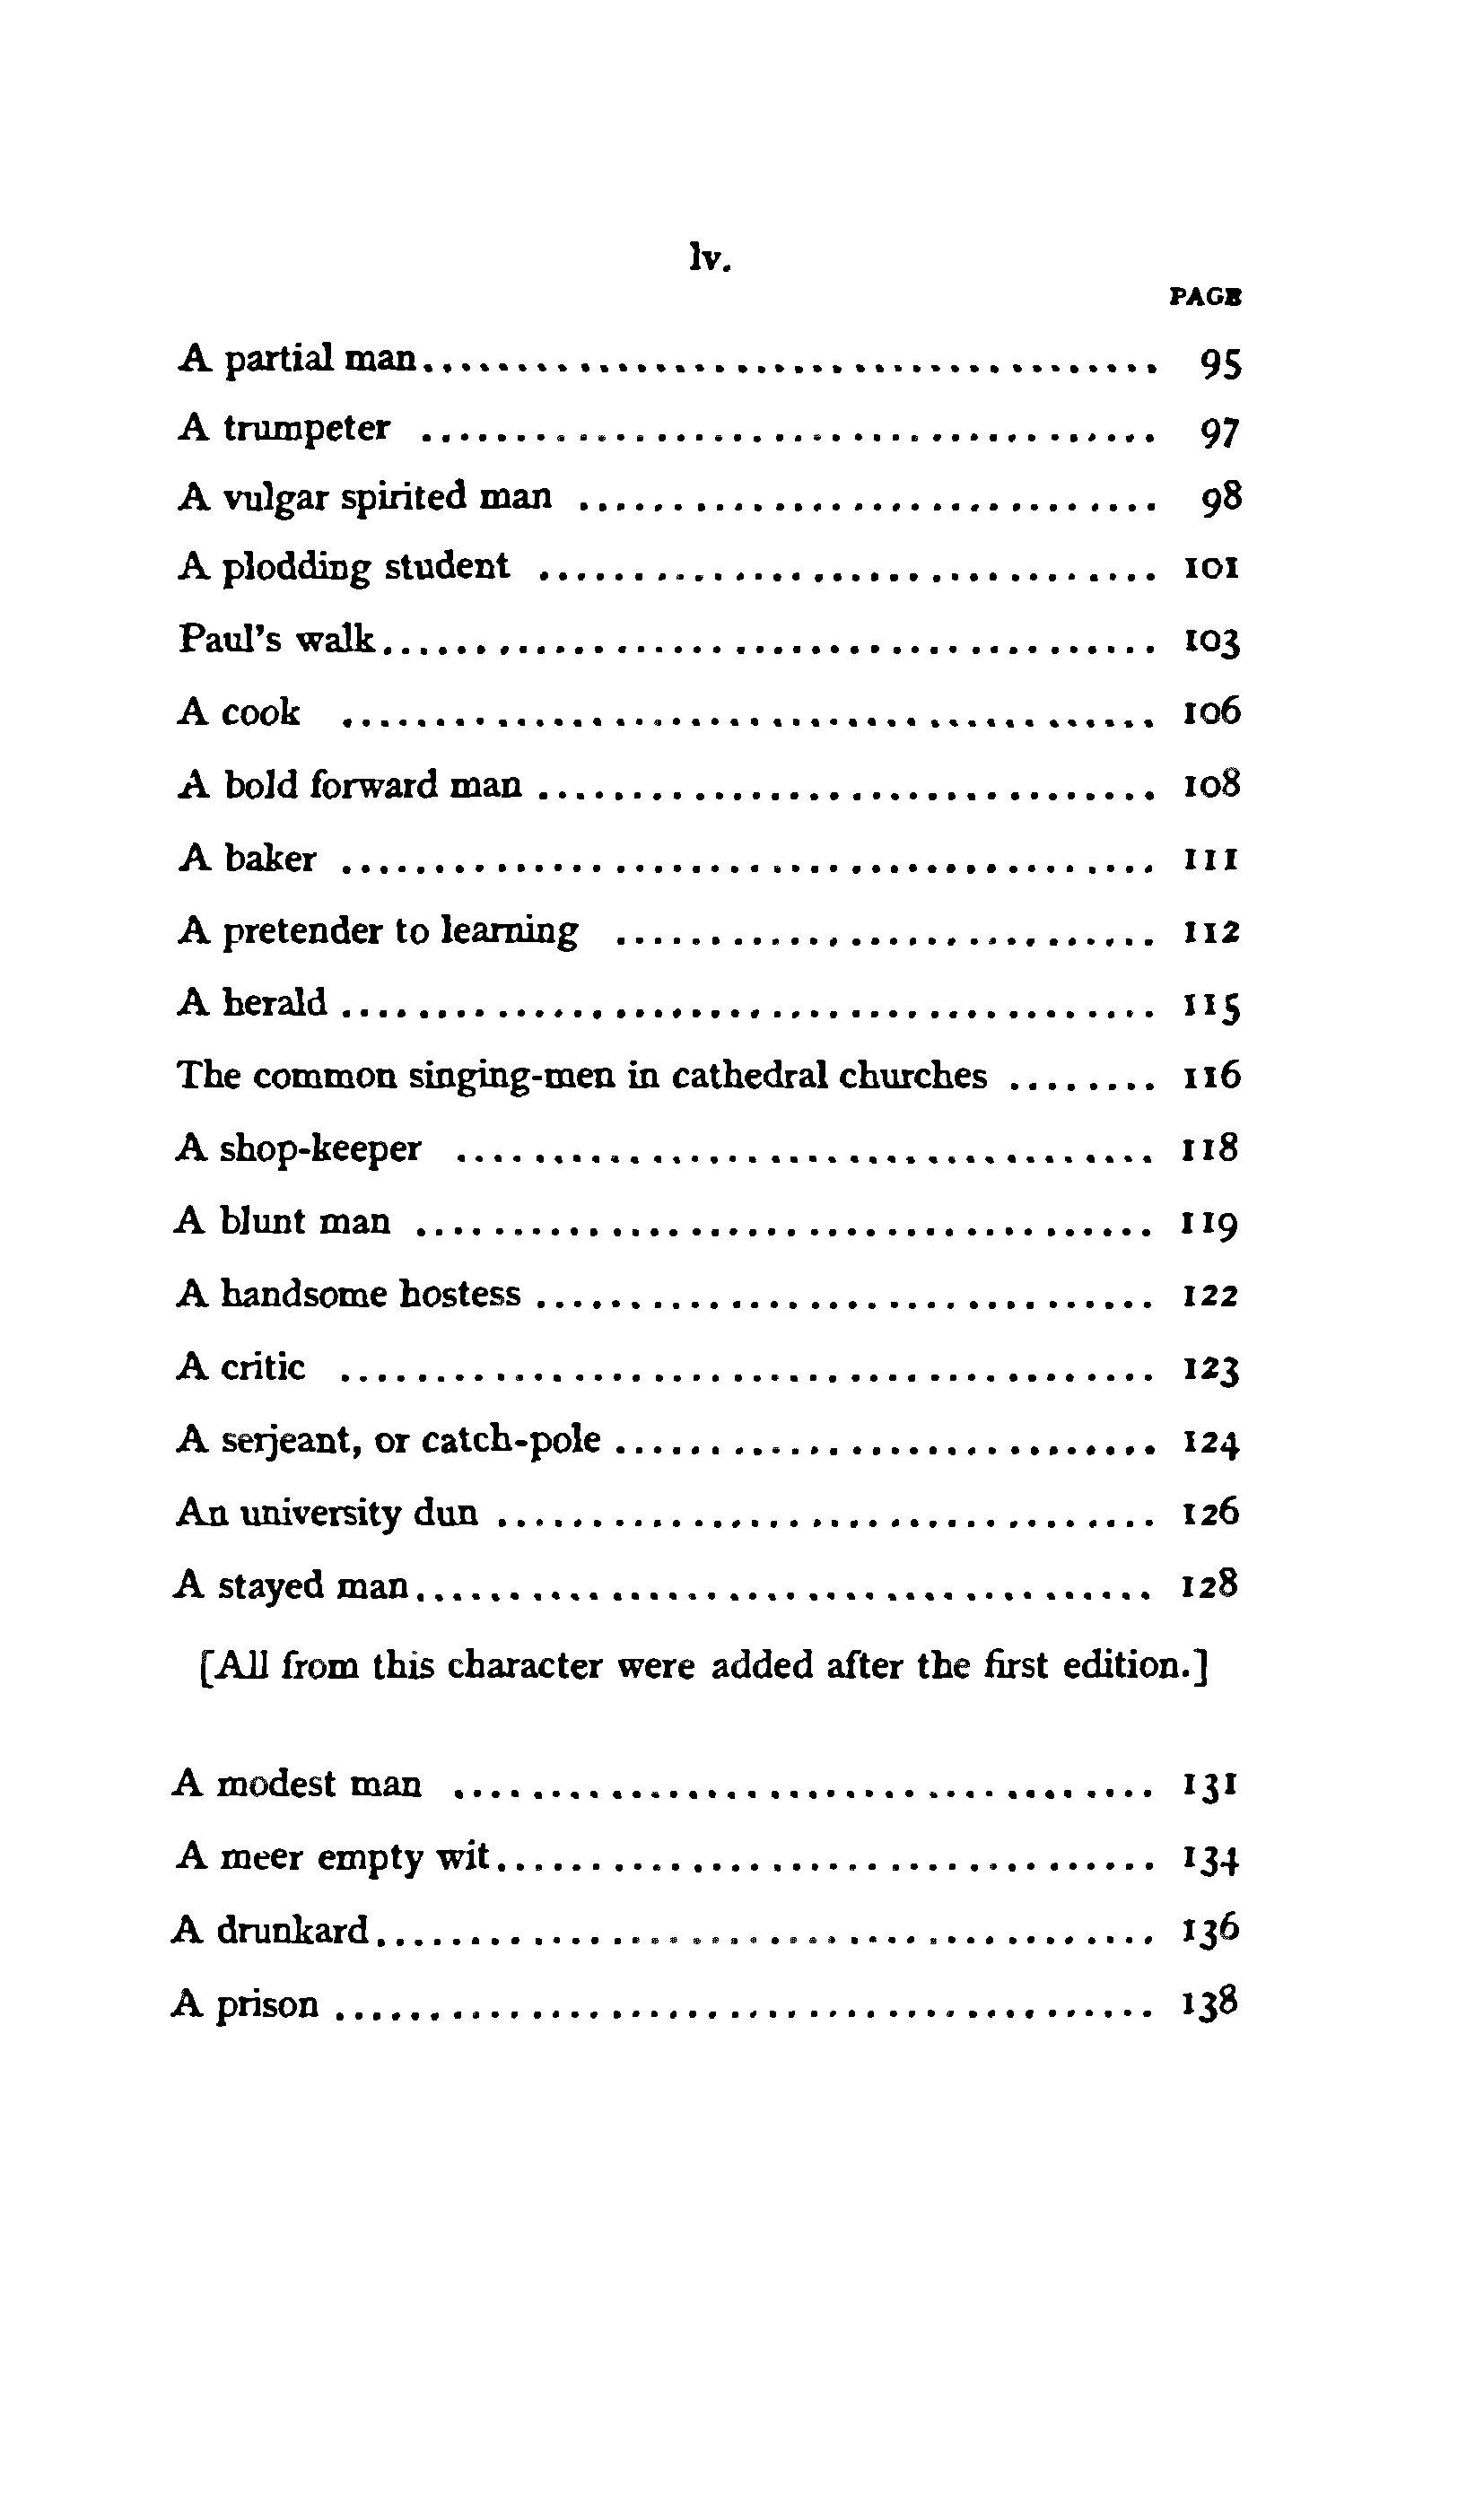 lv.
PAGE
A partial man........................................ 95
A trumpeter ........................................ 97
A vulgar spirited man .............................. 98
A plodding student ................................ 101
Paul's walk........................................ 103
A cook ............................................ 106
A bold forward man ................................ 108
A baker ........................................... 111
A pretender to learning ........................... 112
A herald .......................................... 115
The common singing-men in cathedral churches ........ 116
A shop-keeper ..................................... 118
A blunt man ....................................... 119
A handsome hostess ................................ 122
A critic .......................................... 123
A serjeant, or catch-pole ......................... 124
An university dun ................................. 126
A stayed man....................................... 128
[All from this character were added after the first edition.]
A modest man ...................................... 131
A meer empty wit................................... 134
A drunkard......................................... 136
A prison .......................................... 138